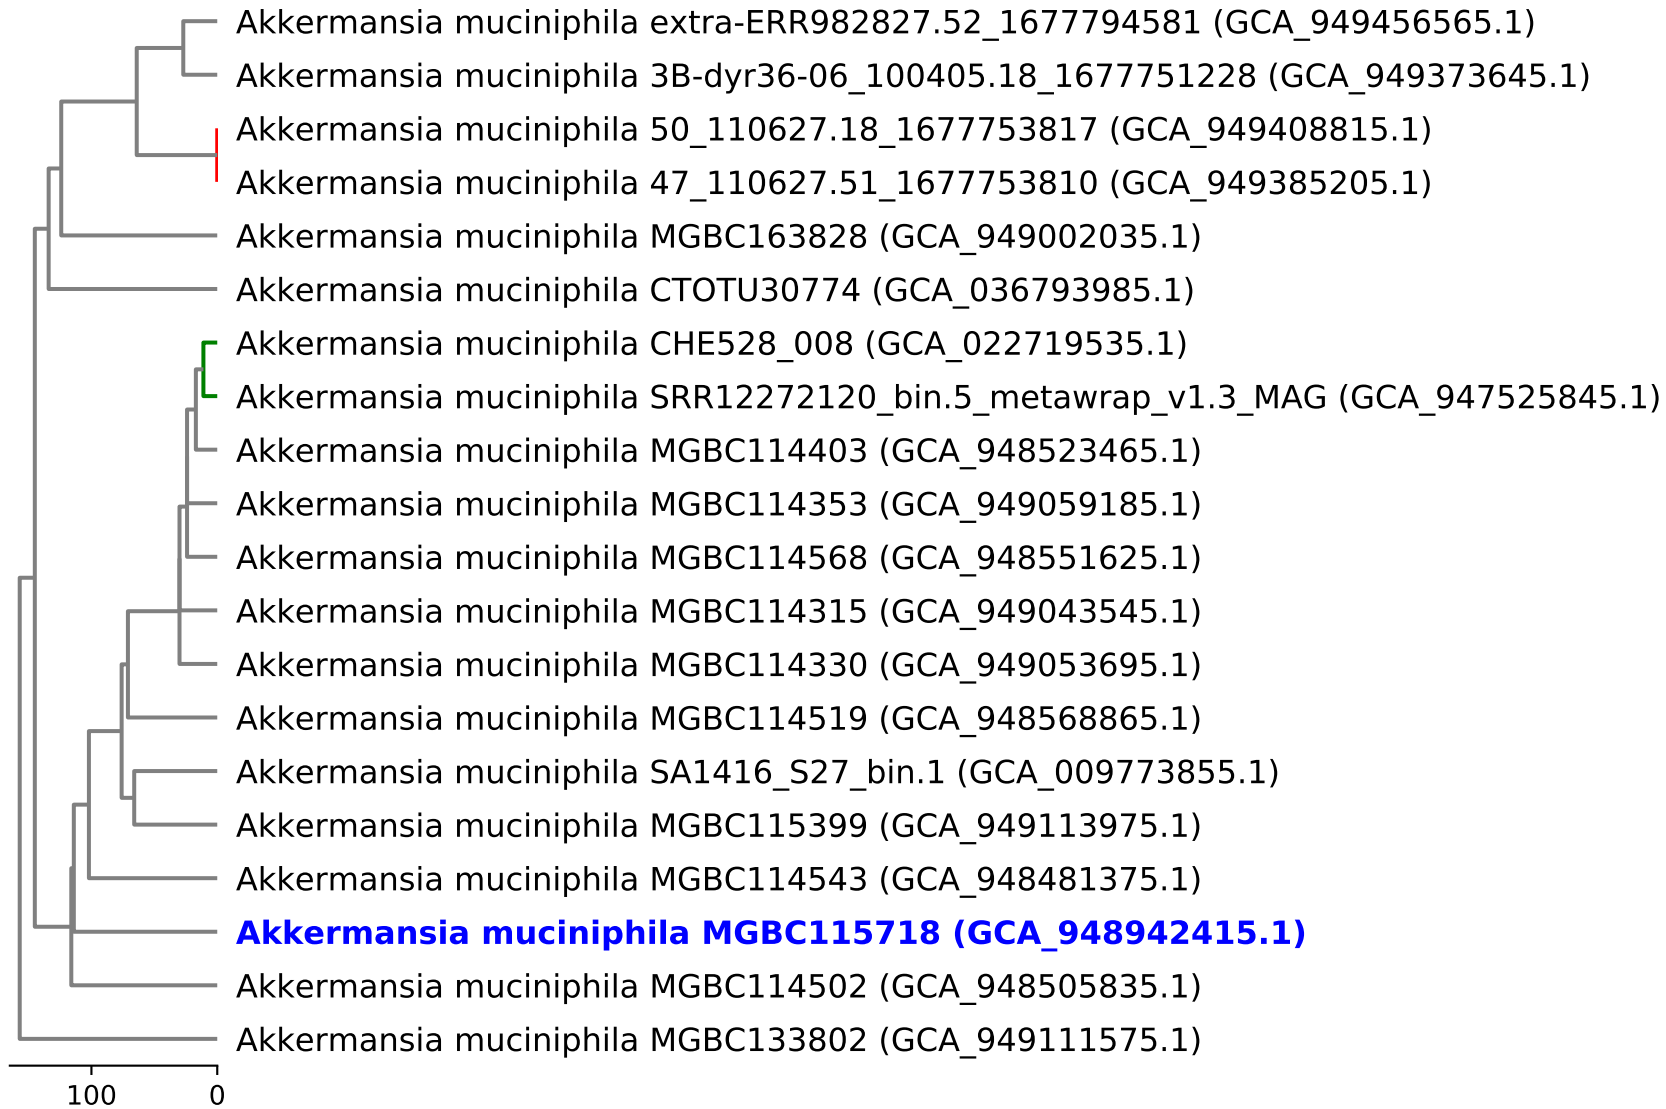 Akkermansia muciniphila extra-ERR982827.52_1677794581 (GCA_949456565.1)
Akkermansia muciniphila 3B-dyr36-06_100405.18_1677751228 (GCA_949373645.1)
Akkermansia muciniphila 50_110627.18_1677753817 (GCA_949408815.1)
Akkermansia muciniphila 47_110627.51_1677753810 (GCA_949385205.1)
Akkermansia muciniphila MGBC163828 (GCA_949002035.1)
Akkermansia muciniphila CTOTU30774 (GCA_036793985.1)
Akkermansia muciniphila CHE528_008 (GCA_022719535.1)
Akkermansia muciniphila SRR12272120_bin.5_metawrap_v1.3_MAG (GCA_947525845.1)
Akkermansia muciniphila MGBC114403 (GCA_948523465.1)
Akkermansia muciniphila MGBC114353 (GCA_949059185.1)
Akkermansia muciniphila MGBC114568 (GCA_948551625.1)
Akkermansia muciniphila MGBC114315 (GCA_949043545.1)
Akkermansia muciniphila MGBC114330 (GCA_949053695.1)
Akkermansia muciniphila MGBC114519 (GCA_948568865.1)
Akkermansia muciniphila SA1416_S27_bin.1 (GCA_009773855.1)
Akkermansia muciniphila MGBC115399 (GCA_949113975.1)
Akkermansia muciniphila MGBC114543 (GCA_948481375.1)
Akkermansia muciniphila MGBC115718 (GCA_948942415.1)
Akkermansia muciniphila MGBC114502 (GCA_948505835.1)
Akkermansia muciniphila MGBC133802 (GCA_949111575.1)
100 0